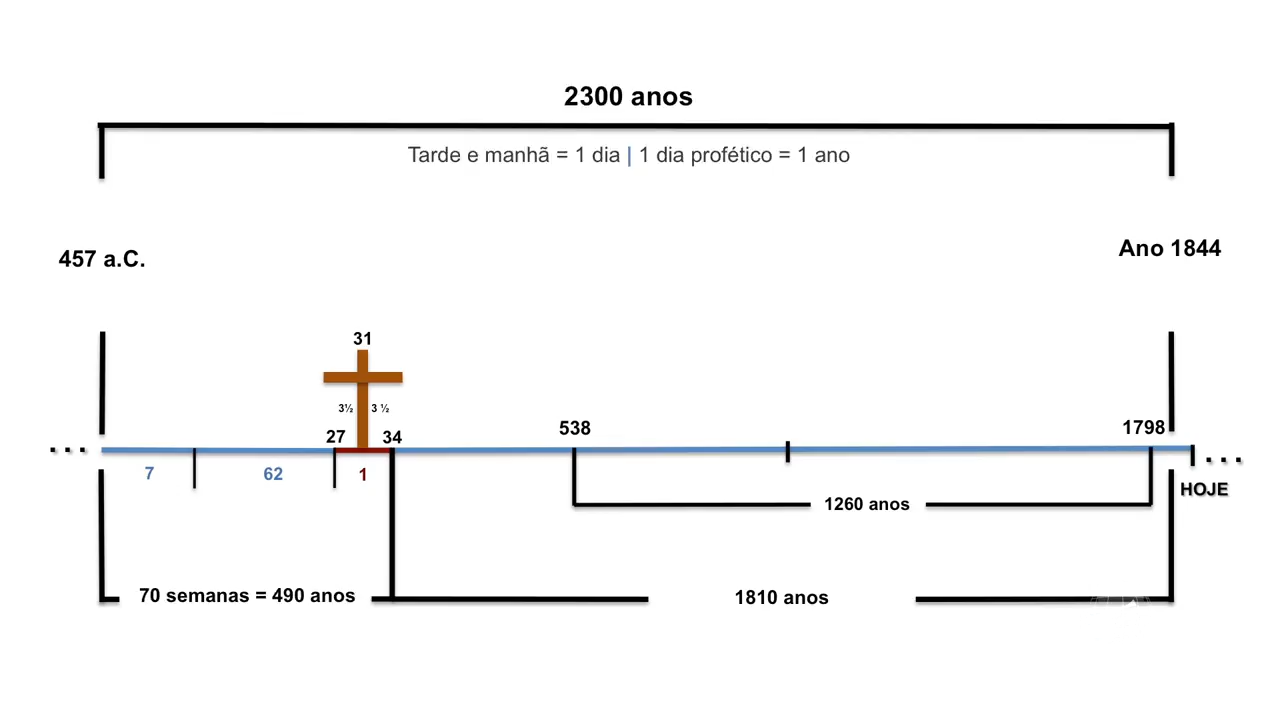 2300 anos
Tarde e manhã = 1 dia | 1 dia profético = 1 ano
457 a.C.
Ano 1844
31
3½ 3 ½
27 34 538 1798
... ...
7 62 1
HOJE
1260 anos
70 semanas = 490 anos
1810 anos